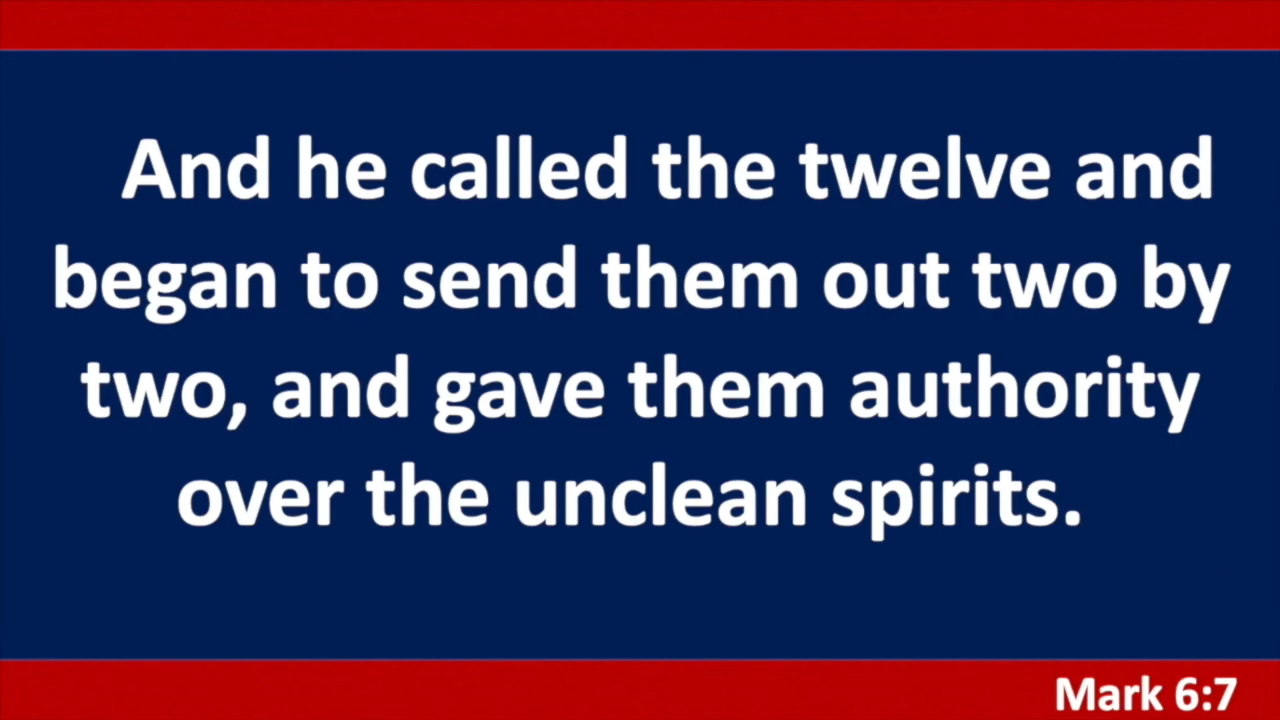 And he called the twelve and
began to send them out two by
two, and gave them authority
over the unclean spirits.
Mark 6:7